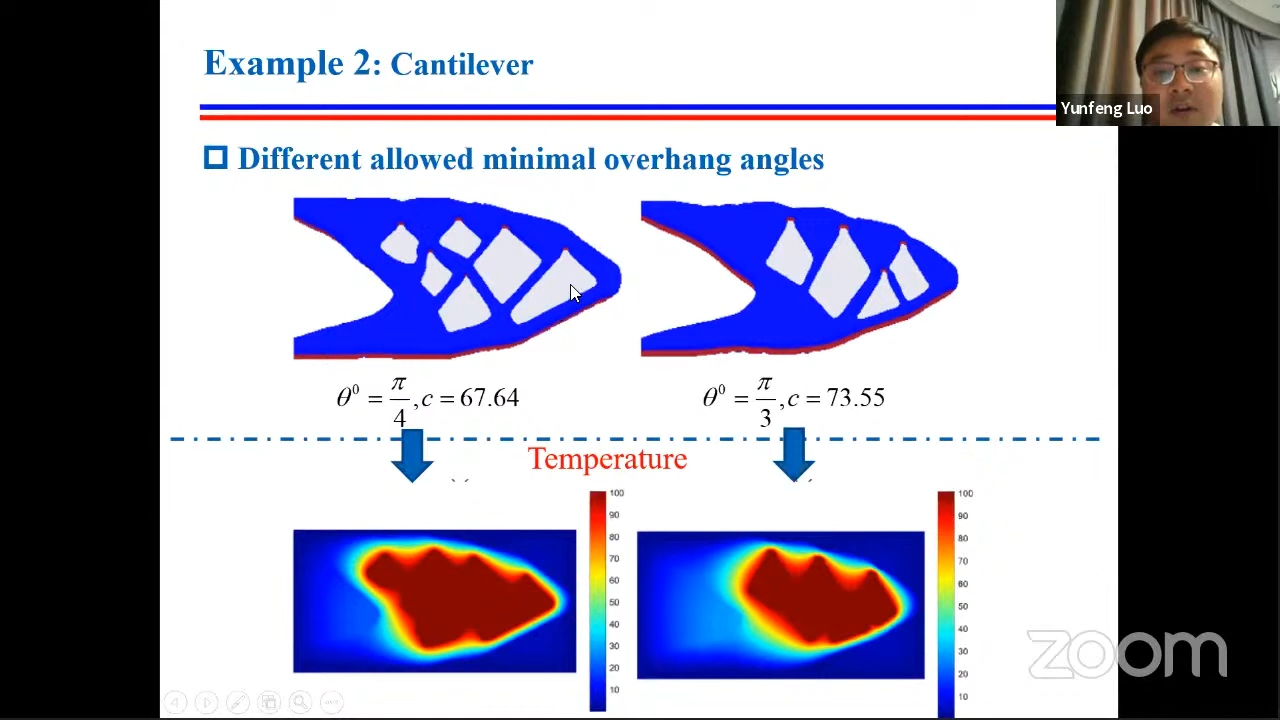 Example 2: Cantilever
Yunfeng Luo
Different allowed minimal overhang angles
θ⁰ = π/4, c = 67.64
θ⁰ = π/3, c = 73.55
Temperature
100
90
80
70
60
50
40
30
20
10
100
90
80
70
60
50
40
30
20
10
zoom